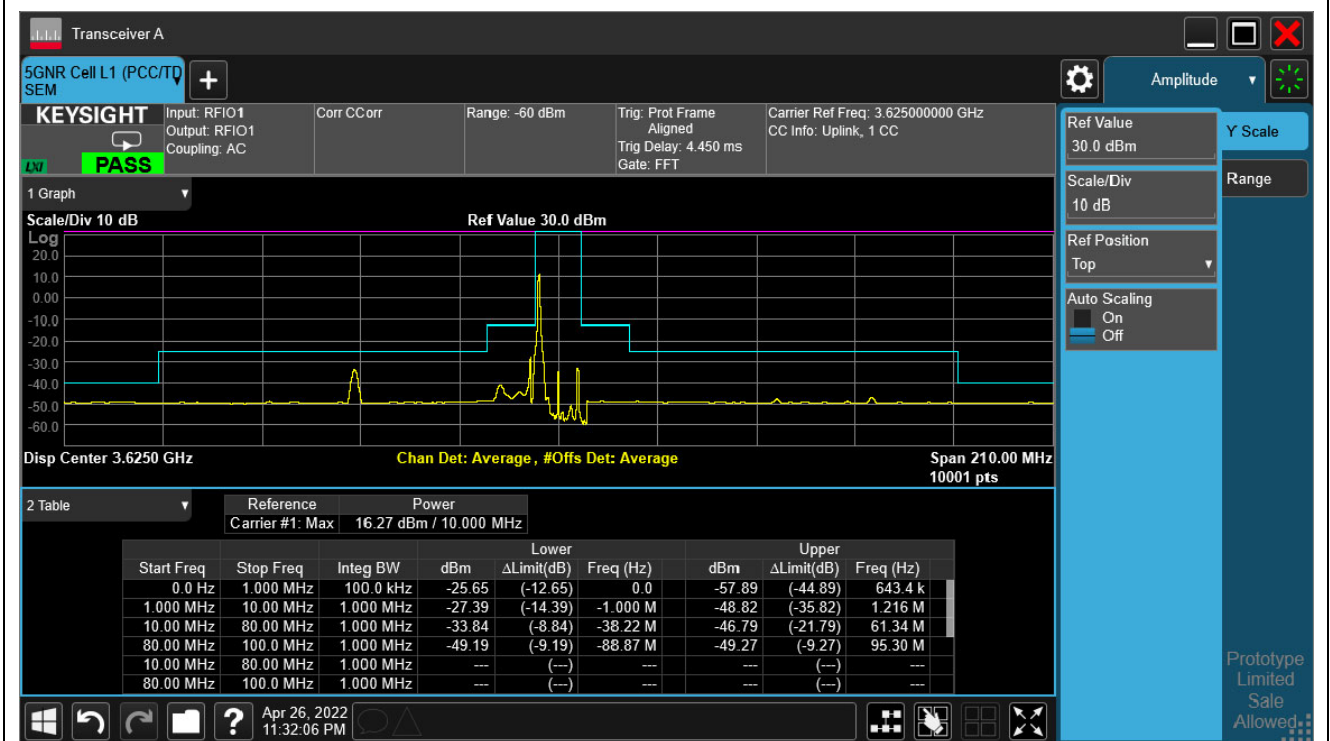 Transceiver A
5GNR Cell L1 (PCC/TD
SEM
+
Amplitude
KEYSIGHT
LXI
PASS
Input: RFIO1
Output: RFIO1
Coupling: AC
Corr CCorr
Range: -60 dBm
Trig: Prot Frame
Aligned
Trig Delay: 4.450 ms
Gate: FFT
Carrier Ref Freq: 3.625000000 GHz
CC Info: Uplink, 1 CC
Ref Value
30.0 dBm
Y Scale
Scale/Div
10 dB
Range
Ref Position
Top
Auto Scaling
On
Off
1 Graph
Scale/Div 10 dB
Ref Value 30.0 dBm
Log
20.0
10.0
0.00
-10.0
-20.0
-30.0
-40.0
-50.0
-60.0
Disp Center 3.6250 GHz
Chan Det: Average , #Offs Det: Average
Span 210.00 MHz
10001 pts
2 Table
Reference Power
Carrier #1: Max 16.27 dBm / 10.000 MHz
Lower Upper
Start Freq Stop Freq Integ BW dBm ΔLimit(dB) Freq (Hz) dBm ΔLimit(dB) Freq (Hz)
0.0 Hz 1.000 MHz 100.0 kHz -25.65 (-12.65) 0.0 -57.89 (-44.89) 643.4 k
1.000 MHz 10.00 MHz 1.000 MHz -27.39 (-14.39) -1.000 M -48.82 (-35.82) 1.216 M
10.00 MHz 80.00 MHz 1.000 MHz -33.84 (-8.84) -38.22 M -46.79 (-21.79) 61.34 M
80.00 MHz 100.0 MHz 1.000 MHz -49.19 (-9.19) -88.87 M -49.27 (-9.27) 95.30 M
10.00 MHz 80.00 MHz 1.000 MHz --- (---) --- --- (---) ---
80.00 MHz 100.0 MHz 1.000 MHz --- (---) --- --- (---) ---
Prototype
Limited
Sale
Allowed
?
Apr 26, 2022
11:32:06 PM